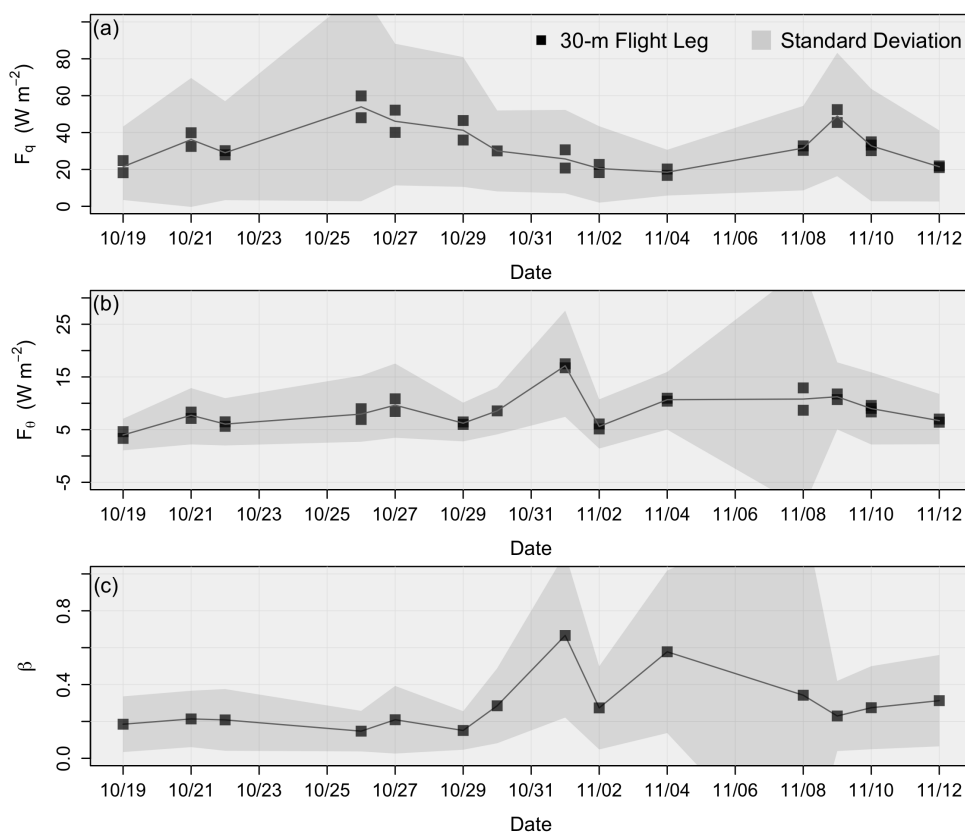 (a)
30-m Flight Leg
Standard Deviation
F_q (W m⁻²)
80
60
40
20
0
10/19 10/21 10/23 10/25 10/27 10/29 10/31 11/02 11/04 11/06 11/08 11/10 11/12
Date
(b)
F_θ (W m⁻²)
25
15
5
-5
10/19 10/21 10/23 10/25 10/27 10/29 10/31 11/02 11/04 11/06 11/08 11/10 11/12
Date
(c)
β
0.8
0.4
0.0
10/19 10/21 10/23 10/25 10/27 10/29 10/31 11/02 11/04 11/06 11/08 11/10 11/12
Date